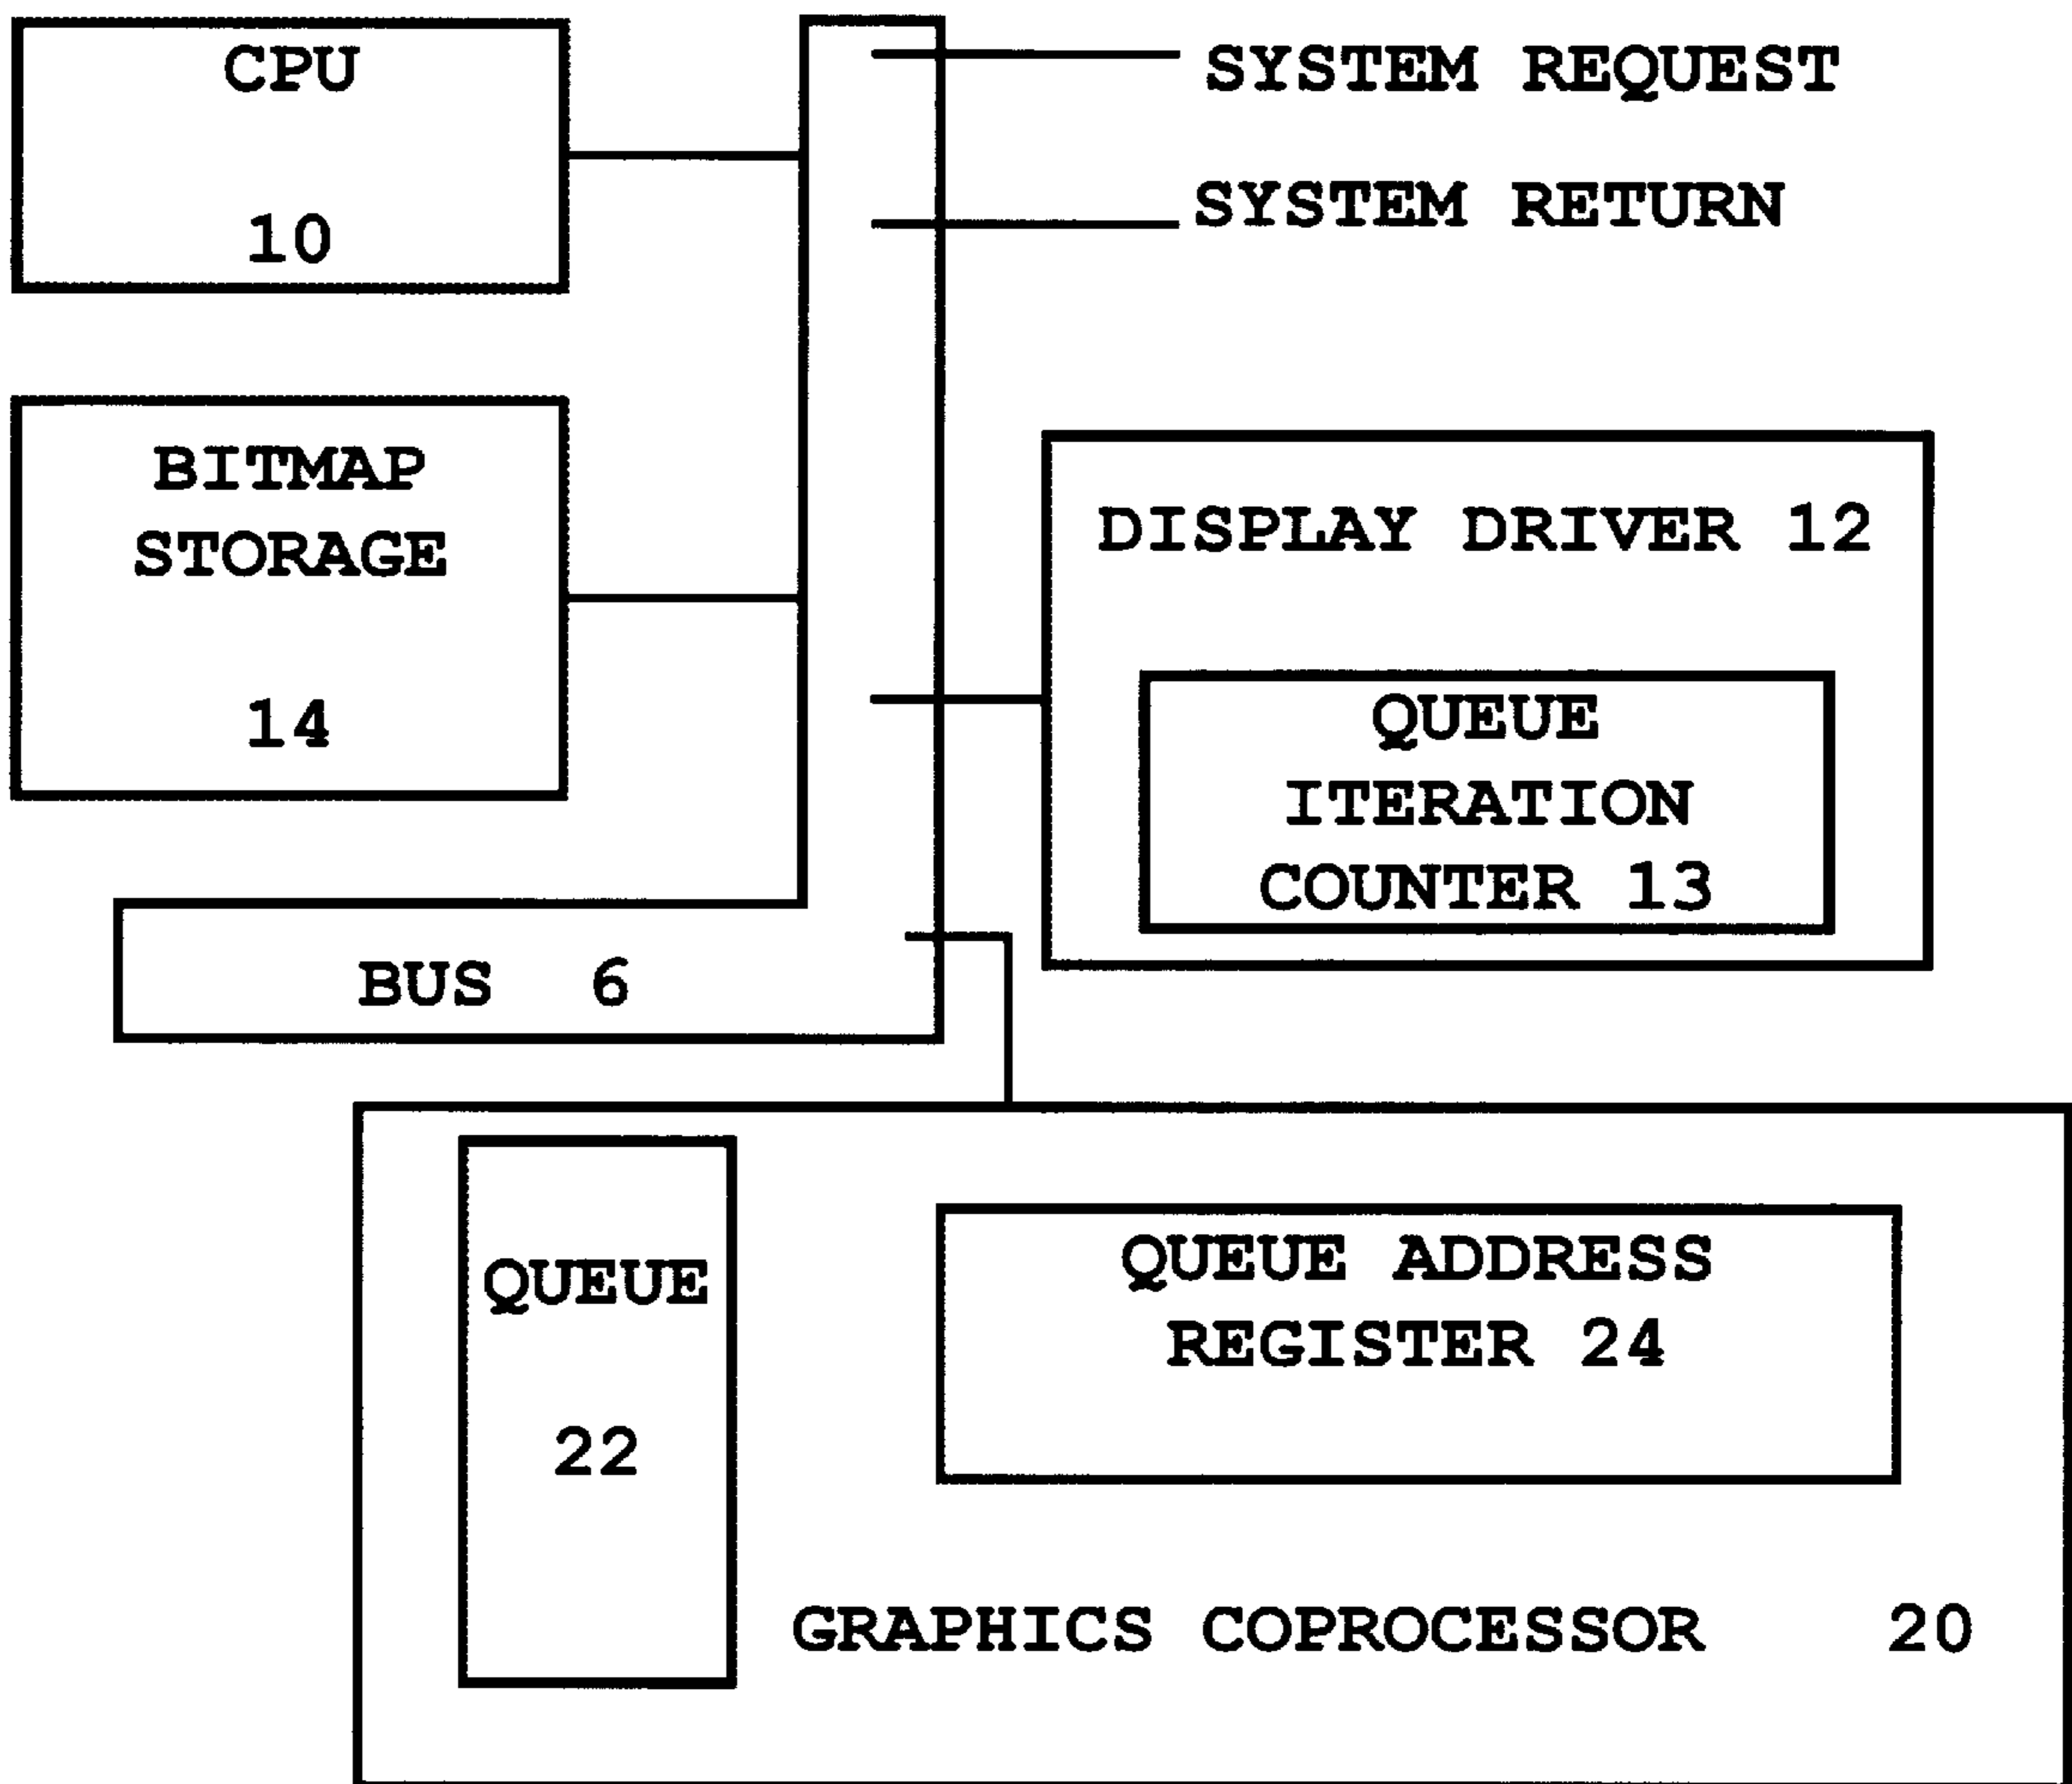 CPU
10
SYSTEM REQUEST
SYSTEM RETURN
BITMAP
STORAGE
14
DISPLAY DRIVER 12
QUEUE
ITERATION
COUNTER 13
BUS 6
QUEUE
22
QUEUE ADDRESS
REGISTER 24
GRAPHICS COPROCESSOR 20